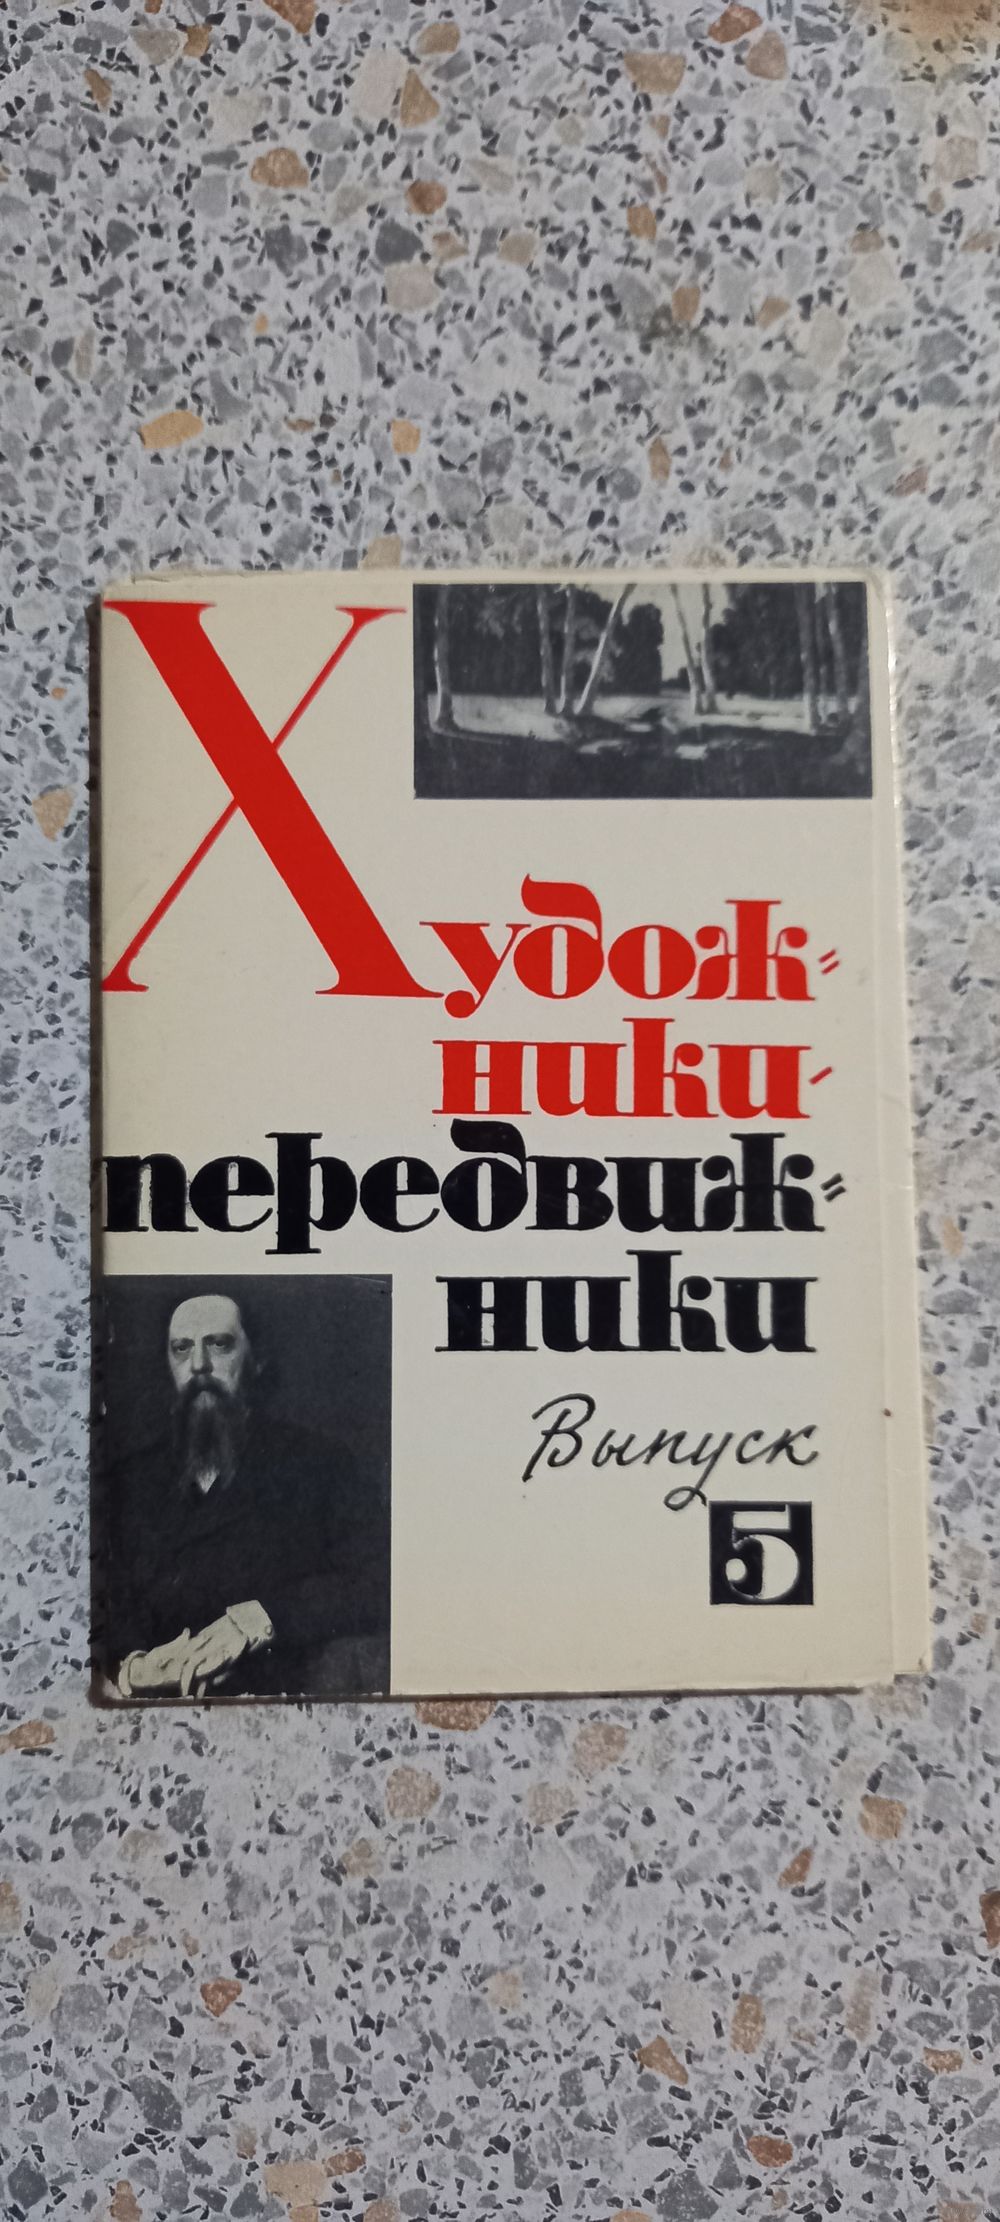 Худож=
ники-
передвиж=
ники
Выпуск
5